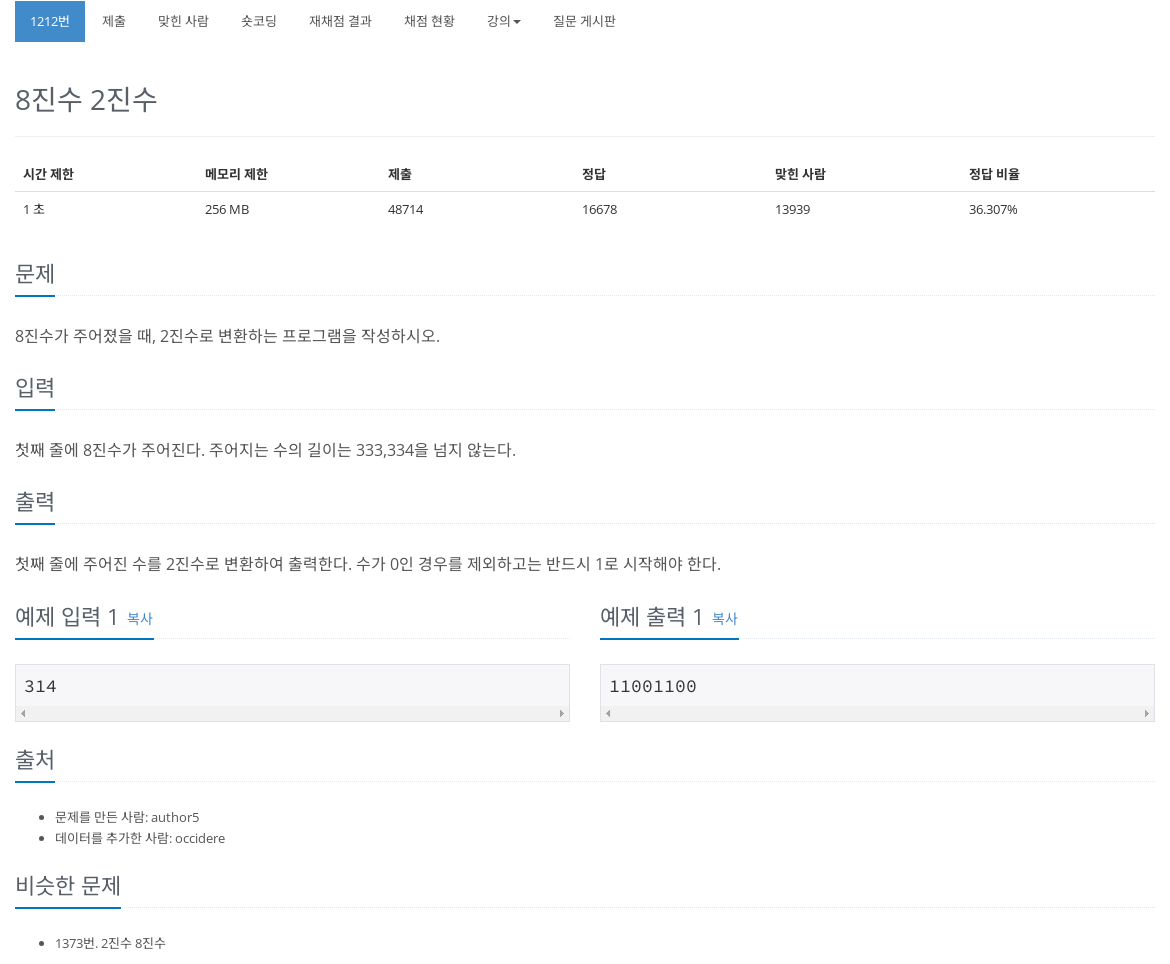 1212번 제출 맞힌 사람 숏코딩 재채점 결과 채점 현황 강의 질문 게시판
8진수 2진수
시간 제한 메모리 제한 제출 정답 맞힌 사람 정답 비율
1 초 256 MB 48714 16678 13939 36.307%
문제
8진수가 주어졌을 때, 2진수로 변환하는 프로그램을 작성하시오.
입력
첫째 줄에 8진수가 주어진다. 주어지는 수의 길이는 333,334을 넘지 않는다.
출력
첫째 줄에 주어진 수를 2진수로 변환하여 출력한다. 수가 0인 경우를 제외하고는 반드시 1로 시작해야 한다.
예제 입력 1 복사
314
예제 출력 1 복사
11001100
출처
문제를 만든 사람: author5
데이터를 추가한 사람: occidere
비슷한 문제
1373번. 2진수 8진수